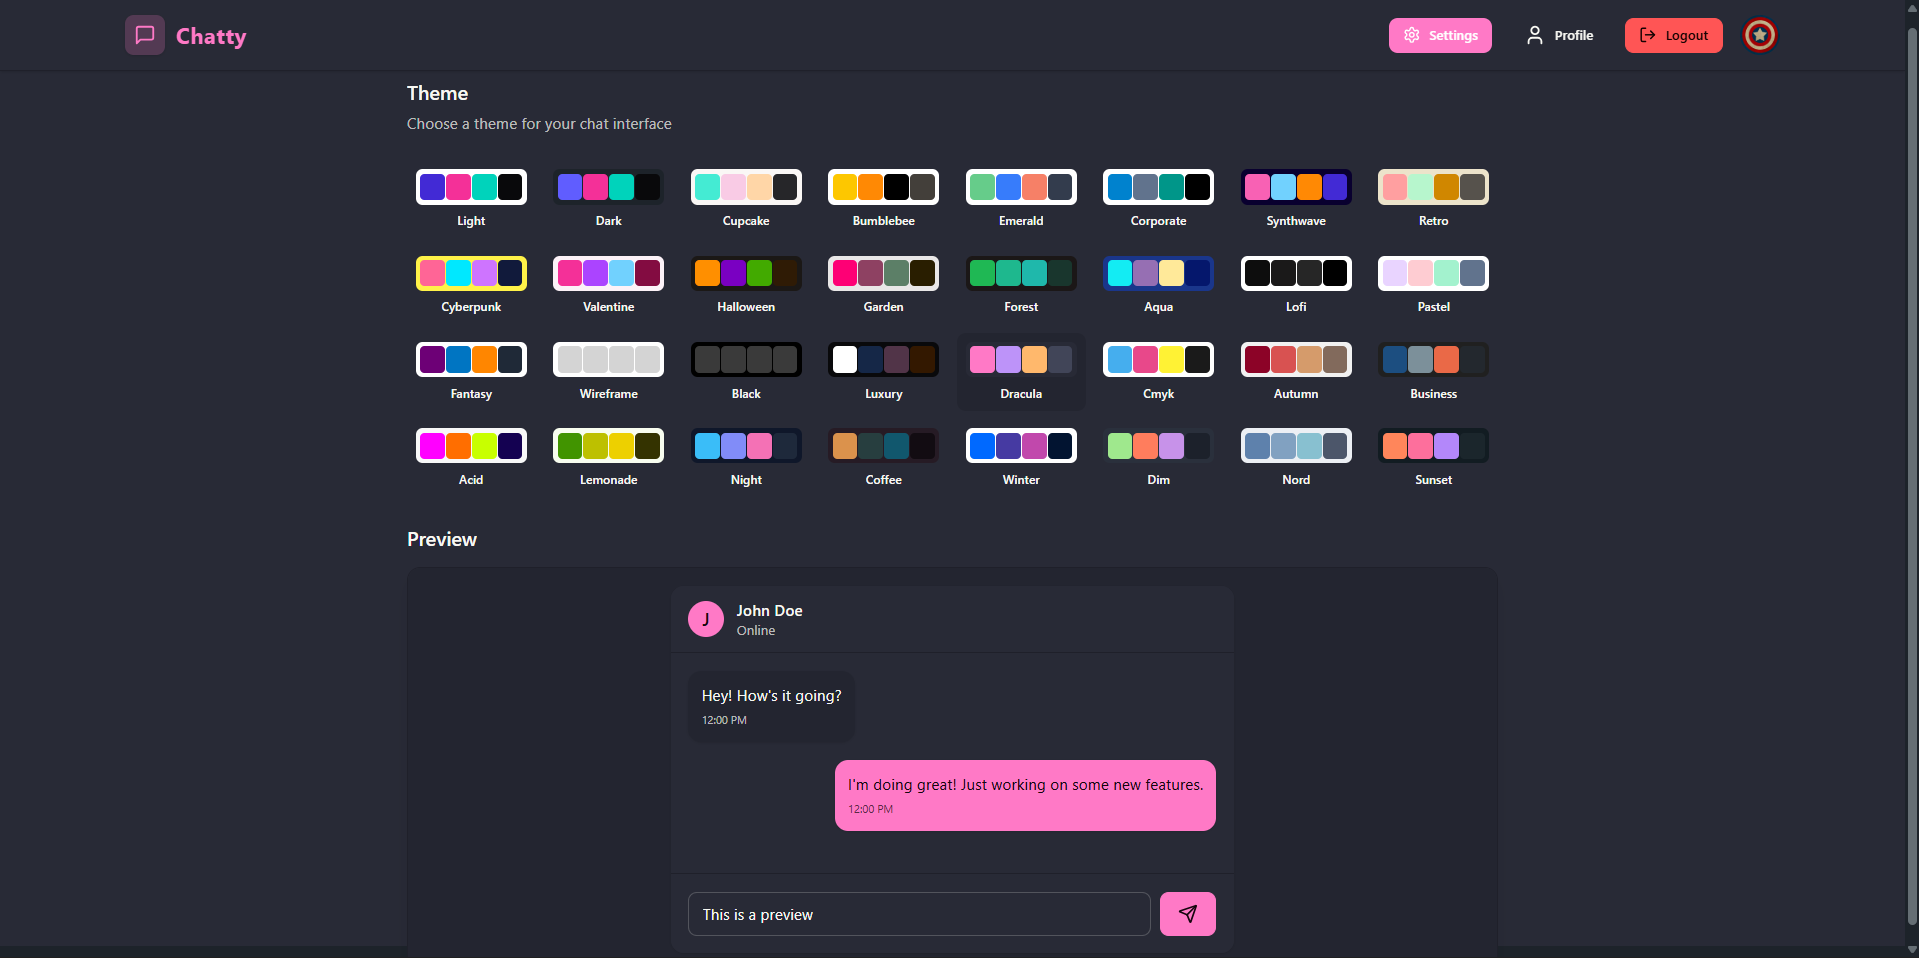 Chatty
Settings
Profile
Logout
Theme
Choose a theme for your chat interface
Light
Dark
Cupcake
Bumblebee
Emerald
Corporate
Synthwave
Retro
Cyberpunk
Valentine
Halloween
Garden
Forest
Aqua
Lofi
Pastel
Fantasy
Wireframe
Black
Luxury
Dracula
Cmyk
Autumn
Business
Acid
Lemonade
Night
Coffee
Winter
Dim
Nord
Sunset
Preview
J
John Doe
Online
Hey! How's it going?
12:00 PM
I'm doing great! Just working on some new features.
12:00 PM
This is a preview